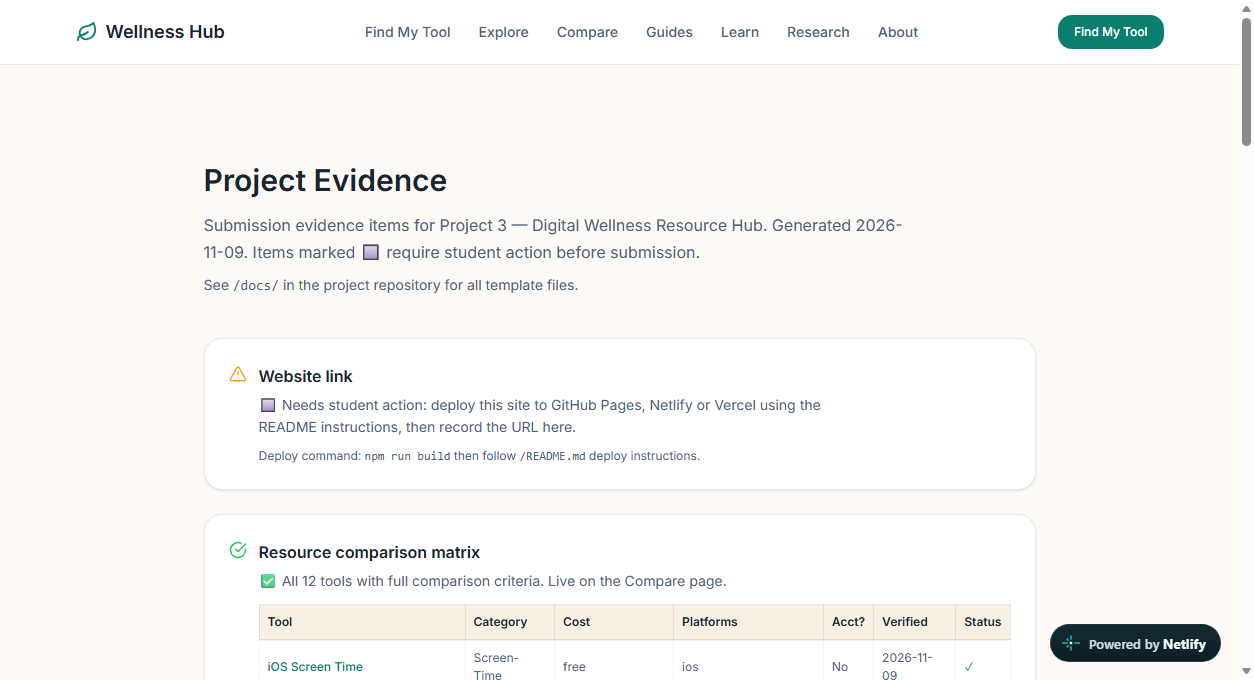 Wellness Hub
Find My Tool
Explore
Compare
Guides
Learn
Research
About
Find My Tool
Project Evidence
Submission evidence items for Project 3 — Digital Wellness Resource Hub. Generated 2026-
11-09. Items marked 🔲 require student action before submission.
See /docs/ in the project repository for all template files.
Website link
🔲 Needs student action: deploy this site to GitHub Pages, Netlify or Vercel using the
README instructions, then record the URL here.
Deploy command: npm run build then follow /README.md deploy instructions.
Resource comparison matrix
✅ All 12 tools with full comparison criteria. Live on the Compare page.
Tool Category Cost Platforms Acct? Verified Status
iOS Screen Time Screen-Time free ios No 2026-11-09 ✓
Powered by Netlify